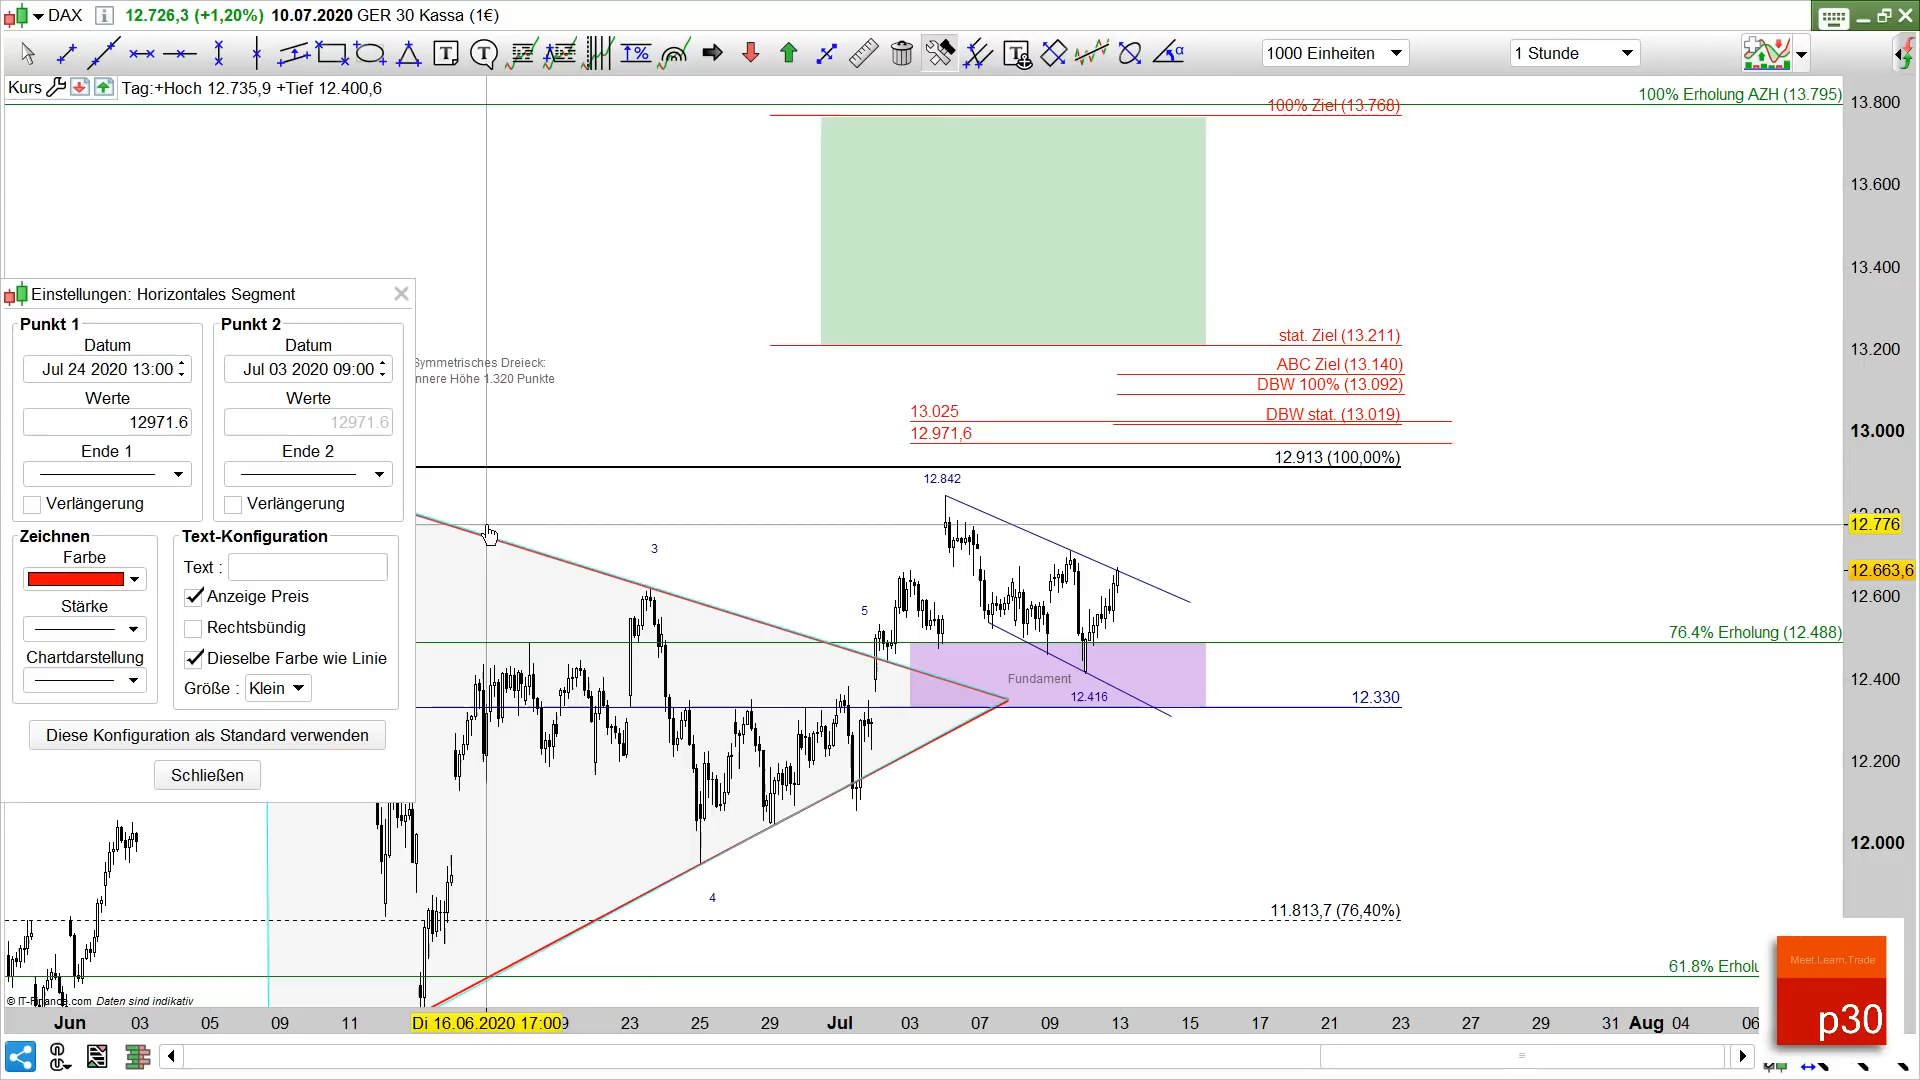 DAX 12.726,3 (+1,20%) 10.07.2020 GER 30 Kassa (1€)
1000 Einheiten
1 Stunde
Kurs Tag:+Hoch 12.735,9 +Tief 12.400,6
100% Erholung AZH (13.795)
100% Ziel (13.768)
stat. Ziel (13.211)
ABC Ziel (13.140)
DBW 100% (13.092)
13.025
DBW stat. (13.019)
12.971,6
12.913 (100,00%)
12.842
Symmetrisches Dreieck:
nnere Höhe 1.320 Punkte
3
5
4
76.4% Erholung (12.488)
Fundament
12.416
12.330
11.813,7 (76,40%)
61.8% Erholu
13.800
13.600
13.400
13.200
13.000
12.776
12.663,6
12.600
12.400
12.200
12.000
Einstellungen: Horizontales Segment
Punkt 1
Punkt 2
Datum
Datum
Jul 24 2020 13:00
Jul 03 2020 09:00
Werte
Werte
12971.6
12971.6
Ende 1
Ende 2
Verlängerung
Verlängerung
Zeichnen
Farbe
Stärke
Chartdarstellung
Text-Konfiguration
Text :
Anzeige Preis
Rechtsbündig
Dieselbe Farbe wie Linie
Größe : Klein
Diese Konfiguration als Standard verwenden
Schließen
© IT-Finance.com Daten sind indikativ
Jun 03 05 09 11 Di 16.06.2020 17:00 9 23 25 29 Jul 03 07 09 13 15 17 21 23 27 29 31 Aug 04 06
Meet.Learn.Trade
p30